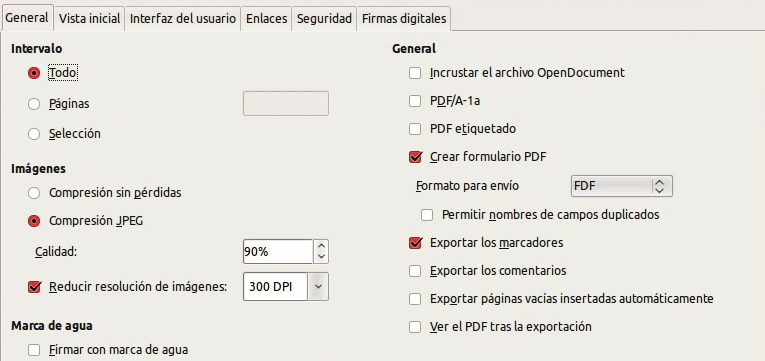 General Vista inicial Interfaz del usuario Enlaces Seguridad Firmas digitales
Intervalo
Todo
Páginas
Selección
Imágenes
Compresión sin pérdidas
Compresión JPEG
Calidad: 90%
Reducir resolución de imágenes: 300 DPI
Marca de agua
Firmar con marca de agua
General
Incrustar el archivo OpenDocument
PDF/A-1a
PDF etiquetado
Crear formulario PDF
Formato para envío FDF
Permitir nombres de campos duplicados
Exportar los marcadores
Exportar los comentarios
Exportar páginas vacías insertadas automáticamente
Ver el PDF tras la exportación